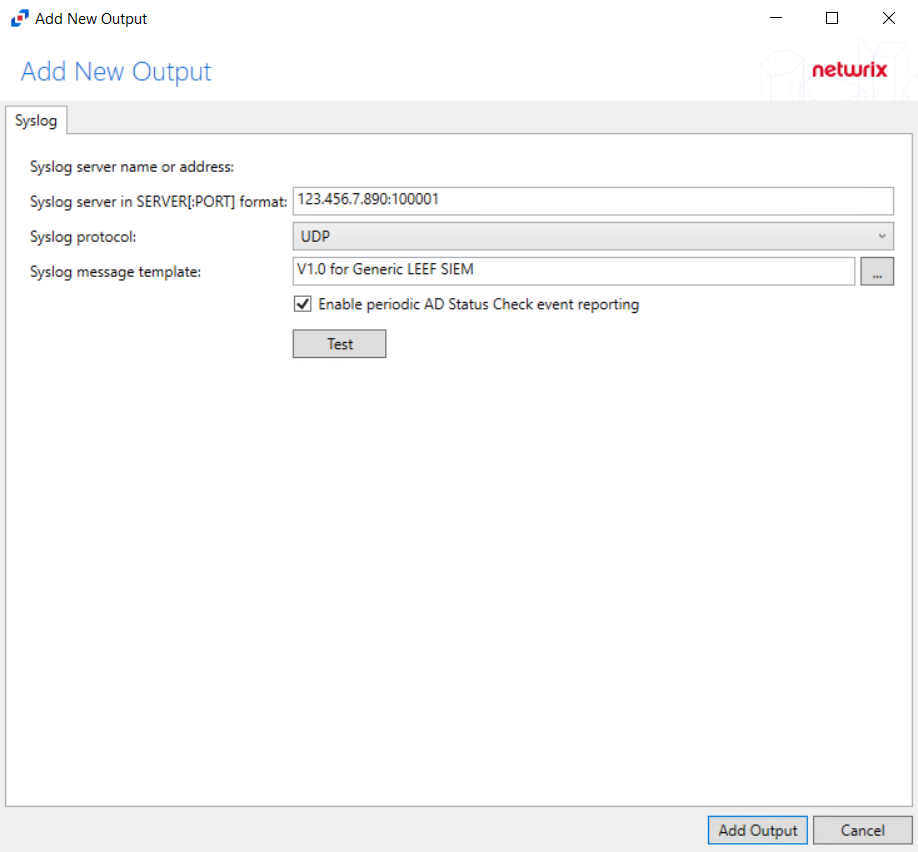 Add New Output
Add New Output
netwrix
Syslog
Syslog server name or address:
Syslog server in SERVER[:PORT] format: 123.456.7.890:100001
Syslog protocol: UDP
Syslog message template: V1.0 for Generic LEEF SIEM ...
Enable periodic AD Status Check event reporting
Test
Add Output Cancel